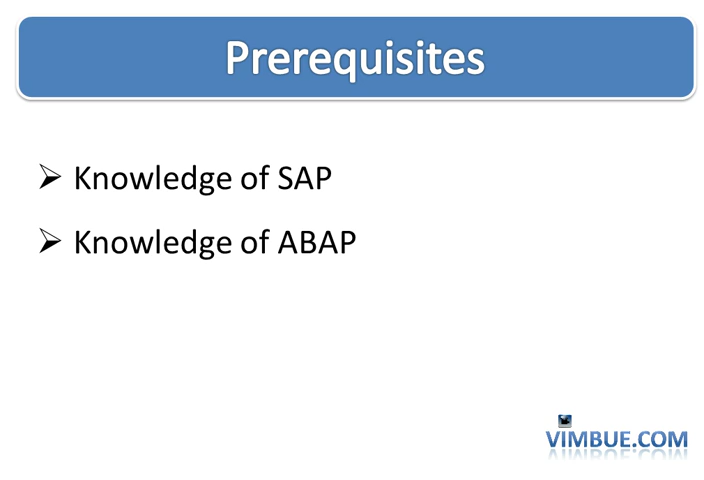 Prerequisites
Knowledge of SAP
Knowledge of ABAP
VIMBUE.COM